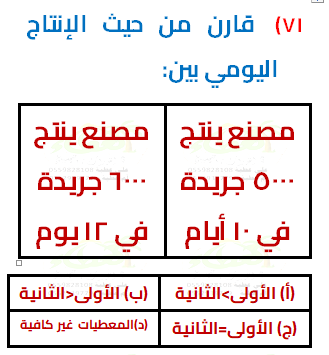 ٧١) قارن من حيث الإنتاج
اليومي بين:
مصنع ينتج
٥٠٠٠ جريدة
في ١٠ أيام
مصنع ينتج
٦٠٠٠ جريدة
في ١٢ يوم
(أ) الأولى>الثانية
(ب) الأولى<الثانية
(ج) الأولى=الثانية
(د)المعطيات غير كافية